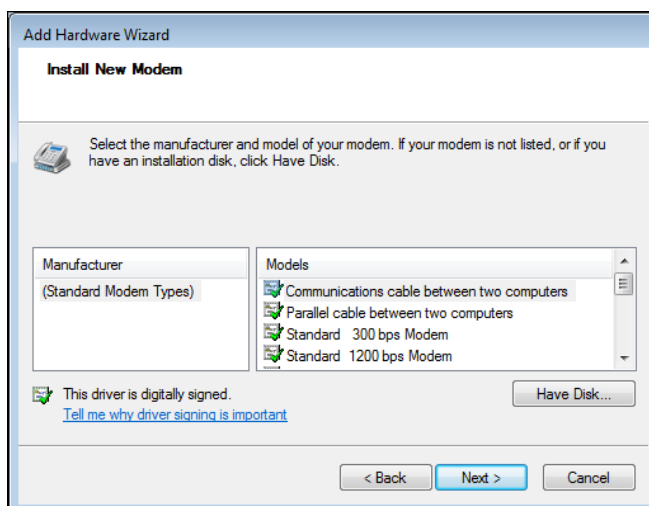 Add Hardware Wizard
Install New Modem
Select the manufacturer and model of your modem. If your modem is not listed, or if you
have an installation disk, click Have Disk.
Manufacturer
(Standard Modem Types)
Models
Communications cable between two computers
Parallel cable between two computers
Standard   300 bps Modem
Standard  1200 bps Modem
This driver is digitally signed.
Tell me why driver signing is important
Have Disk...
< Back
Next >
Cancel